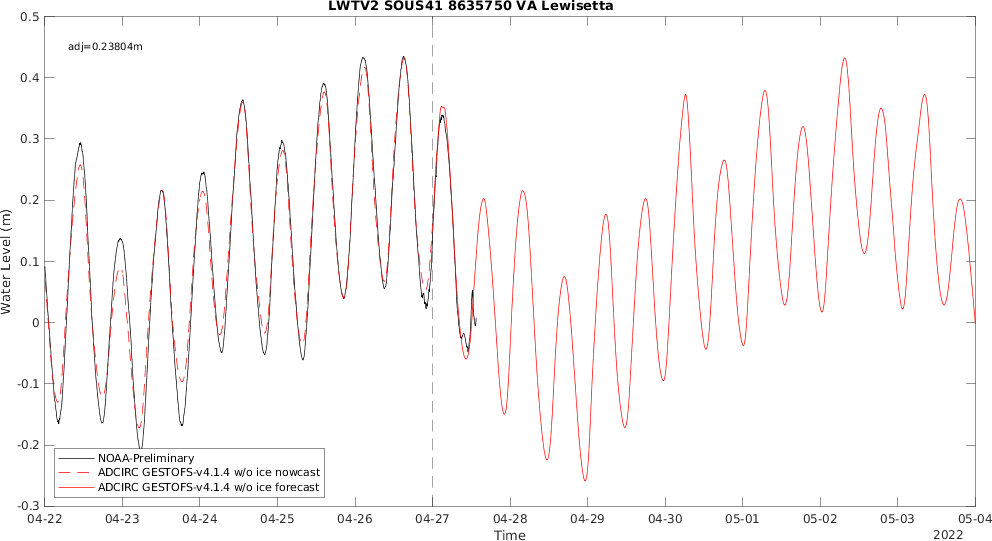 LWTV2 SOUS41 8635750 VA Lewisetta
adj=0.23804m
0.5
0.4
0.3
0.2
0.1
0
-0.1
-0.2
-0.3
Water Level (m)
NOAA-Preliminary
ADCIRC GESTOFS-v4.1.4 w/o ice nowcast
ADCIRC GESTOFS-v4.1.4 w/o ice forecast
04-22 04-23 04-24 04-25 04-26 04-27 04-28 04-29 04-30 05-01 05-02 05-03 05-04
Time
2022